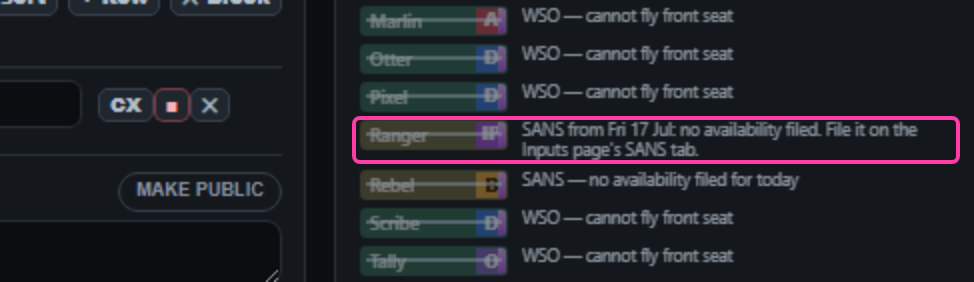 CX
MAKE PUBLIC
Marlin A WSO — cannot fly front seat
Otter D WSO — cannot fly front seat
Pixel D WSO — cannot fly front seat
Ranger IF SANS from Fri 17 Jul: no availability filed. File it on the
Inputs page's SANS tab.
Rebel B SANS — no availability filed for today
Scribe D WSO — cannot fly front seat
Tally O WSO — cannot fly front seat